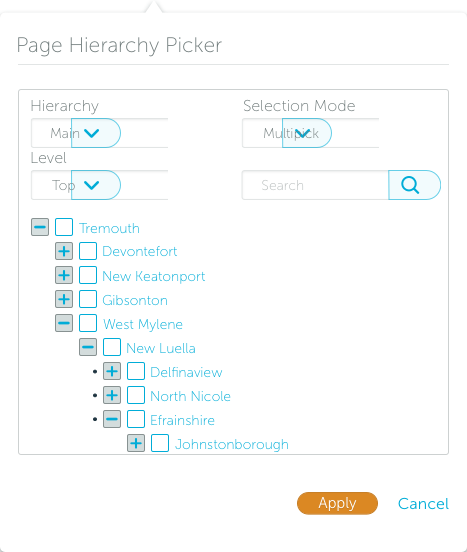 Page Hierarchy Picker
Hierarchy
Selection Mode
Main
Multipick
Level
Top
Search
Tremouth
Devontefort
New Keatonport
Gibsonton
West Mylene
New Luella
Delfinaview
North Nicole
Efrainshire
Johnstonborough
Apply
Cancel